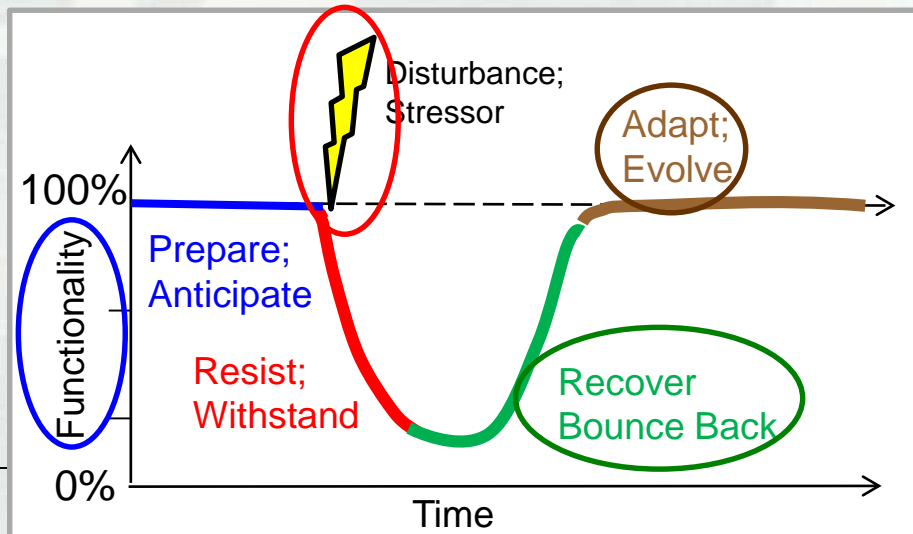 Disturbance;
Stressor
Adapt;
Evolve
100%
Functionality
Prepare;
Anticipate
Resist;
Withstand
Recover
Bounce Back
0%
Time